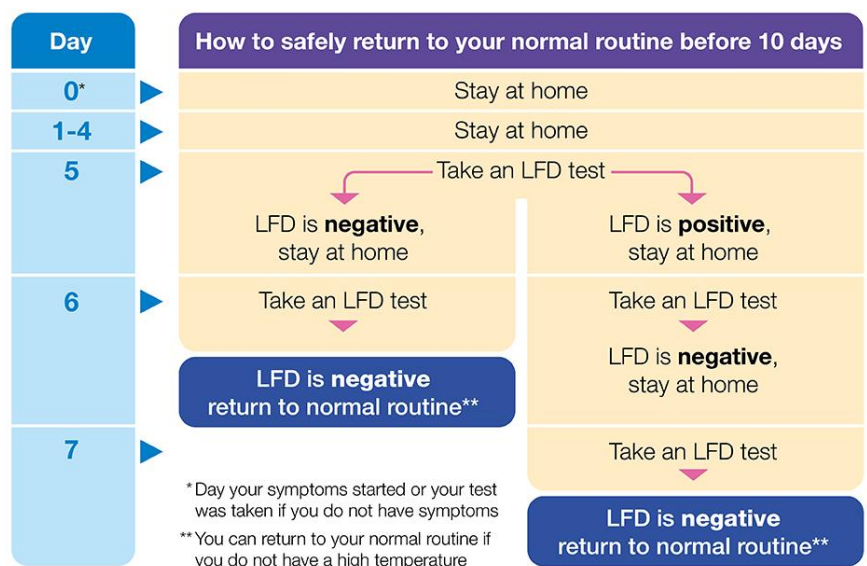 Day
How to safely return to your normal routine before 10 days
0*
Stay at home
1-4
Stay at home
5
Take an LFD test
LFD is negative,
stay at home
LFD is positive,
stay at home
6
Take an LFD test
LFD is negative
return to normal routine**
Take an LFD test
LFD is negative,
stay at home
7
Take an LFD test
LFD is negative
return to normal routine**
* Day your symptoms started or your test
was taken if you do not have symptoms
** You can return to your normal routine if
you do not have a high temperature